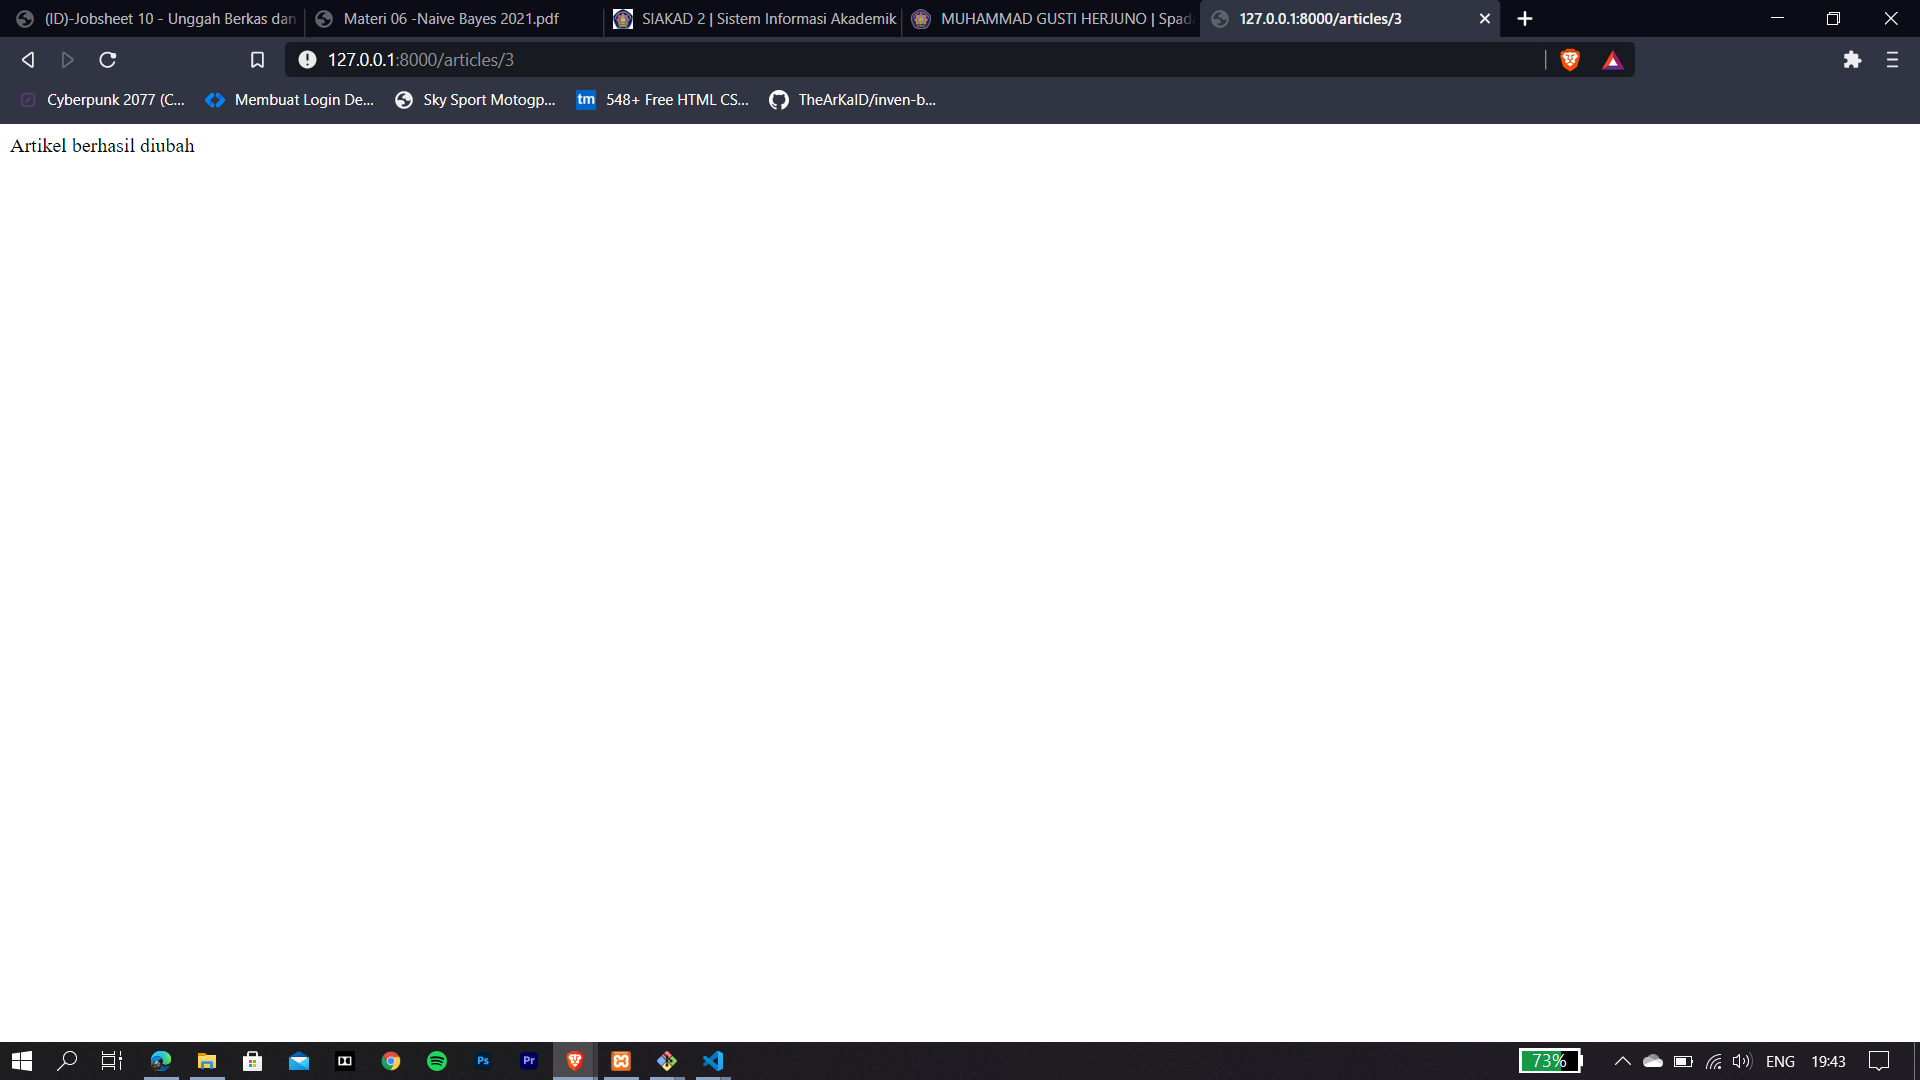 (ID)-Jobsheet 10 - Unggah Berkas dan
Materi 06 -Naive Bayes 2021.pdf
SIAKAD 2 | Sistem Informasi Akademik
MUHAMMAD GUSTI HERJUNO | Spada
127.0.0.1:8000/articles/3
127.0.0.1:8000/articles/3
Cyberpunk 2077 (C...
Membuat Login De...
Sky Sport Motogp...
tm
548+ Free HTML CS...
TheArKaID/inven-b...
Artikel berhasil diubah
Ps
Pr
73%
ENG
19:43